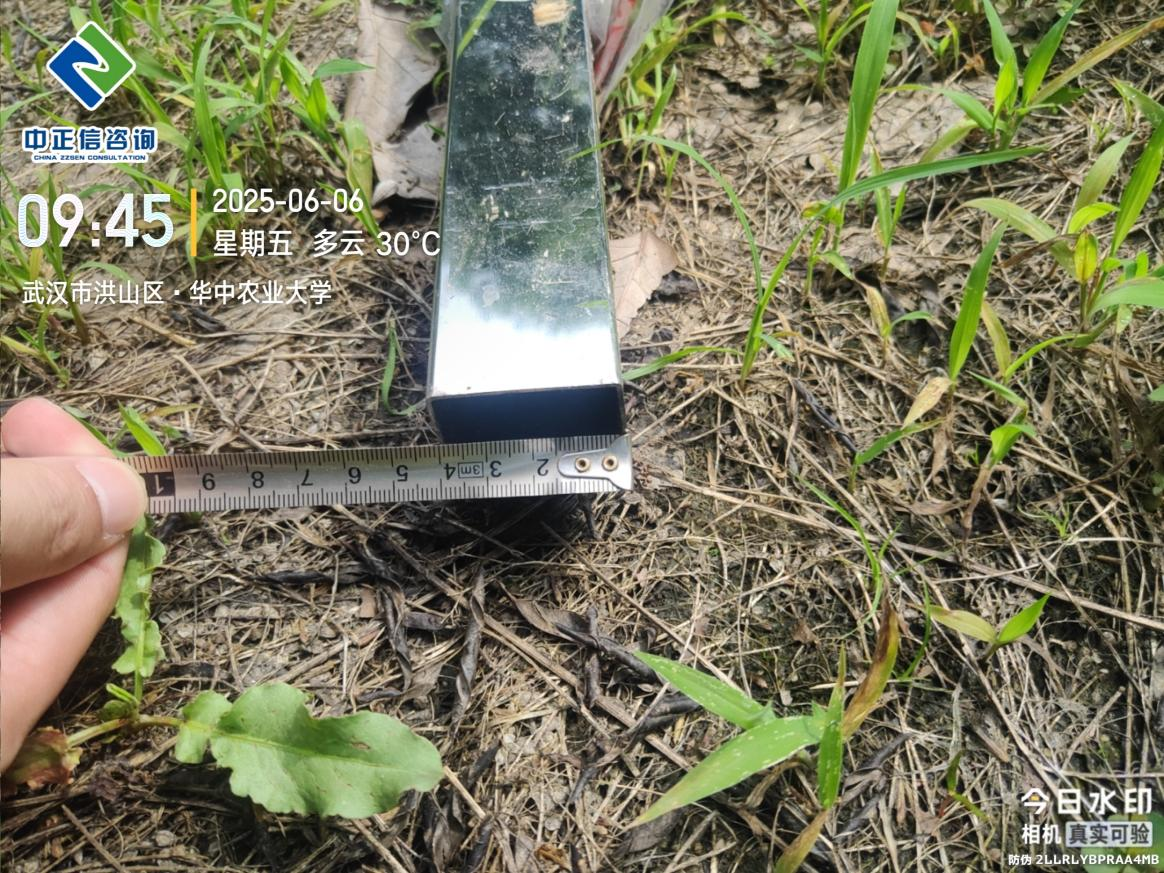 中正信咨询
CHINA ZZSEN CONSULTATION
09:45
2025-06-06
星期五 多云 30°C
武汉市洪山区·华中农业大学
1 9 8 7 6 5 4 3m 3 2
今日水印
相机 真实可验
防伪 2LLRLYBPRAA4MB